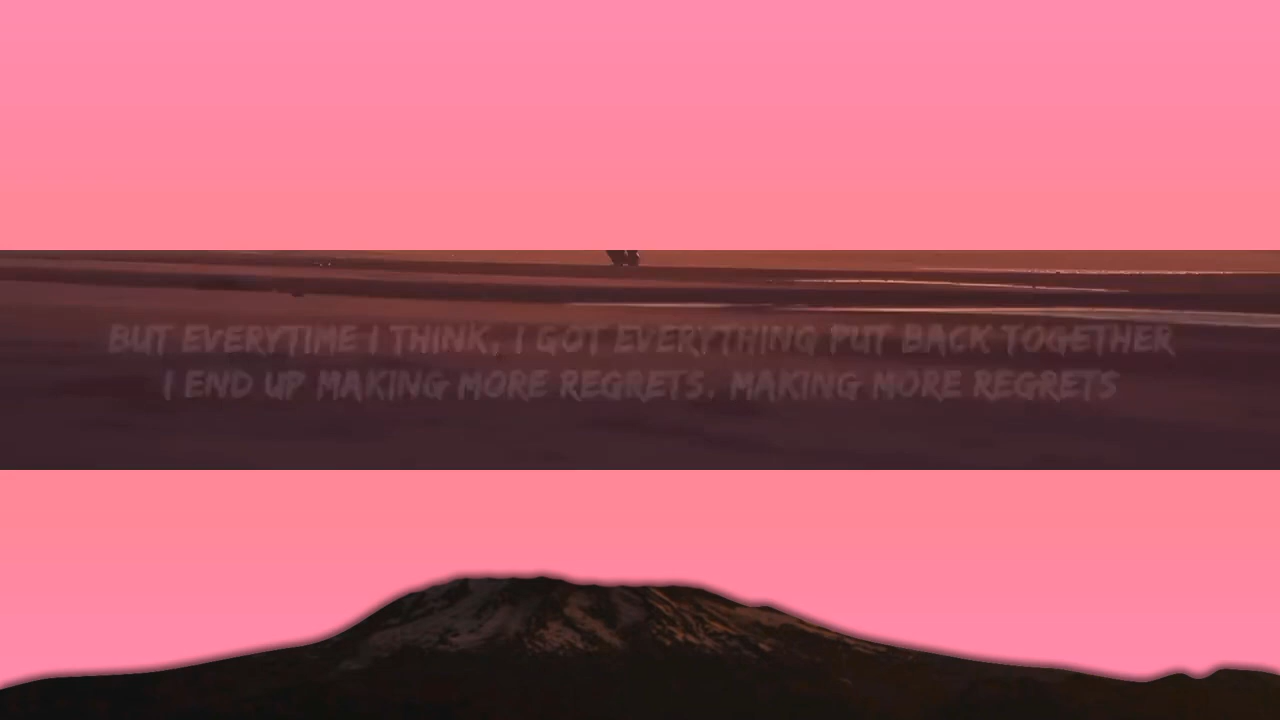 BUT EVERYTIME I THINK, I GOT EVERYTHING PUT BACK TOGETHER
I END UP MAKING MORE REGRETS. MAKING MORE REGRETS